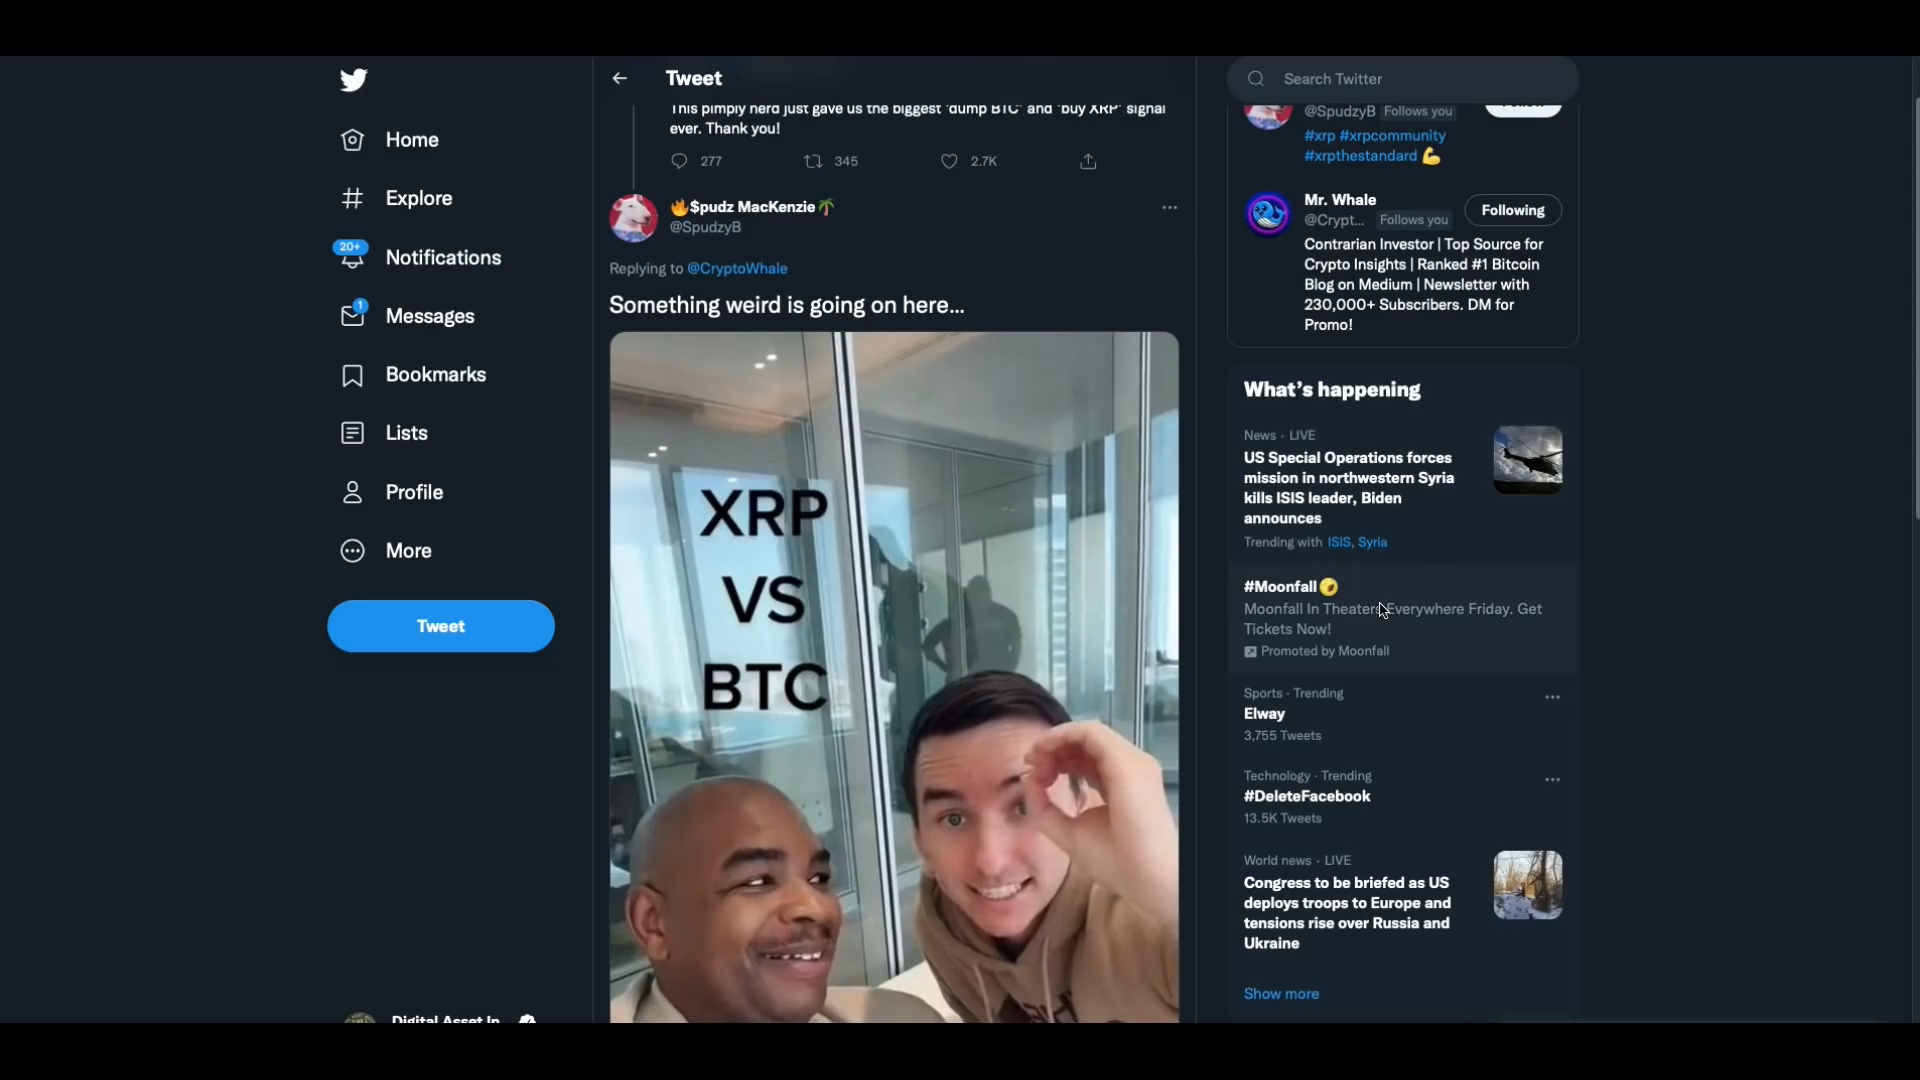 Home
Explore
20+
Notifications
1
Messages
Bookmarks
Lists
Profile
More
Tweet
Digital Asset In
Tweet
This pimply nerd just gave us the biggest 'dump BTC' and 'buy XRP' signal
ever. Thank you!
277 345 2.7K
🔥$pudz MacKenzie🌴
@SpudzyB
Replying to @CryptoWhale
Something weird is going on here...
XRP
VS
BTC
Search Twitter
@SpudzyB Follows you
#xrp #xrpcommunity
#xrpthestandard 💪
Mr. Whale
@Crypt... Follows you
Following
Contrarian Investor | Top Source for
Crypto Insights | Ranked #1 Bitcoin
Blog on Medium | Newsletter with
230,000+ Subscribers. DM for
Promo!
What's happening
News · LIVE
US Special Operations forces
mission in northwestern Syria
kills ISIS leader, Biden
announces
Trending with ISIS, Syria
#Moonfall
Moonfall In Theaters Everywhere Friday. Get
Tickets Now!
Promoted by Moonfall
Sports · Trending
Elway
3,755 Tweets
Technology · Trending
#DeleteFacebook
13.5K Tweets
World news · LIVE
Congress to be briefed as US
deploys troops to Europe and
tensions rise over Russia and
Ukraine
Show more